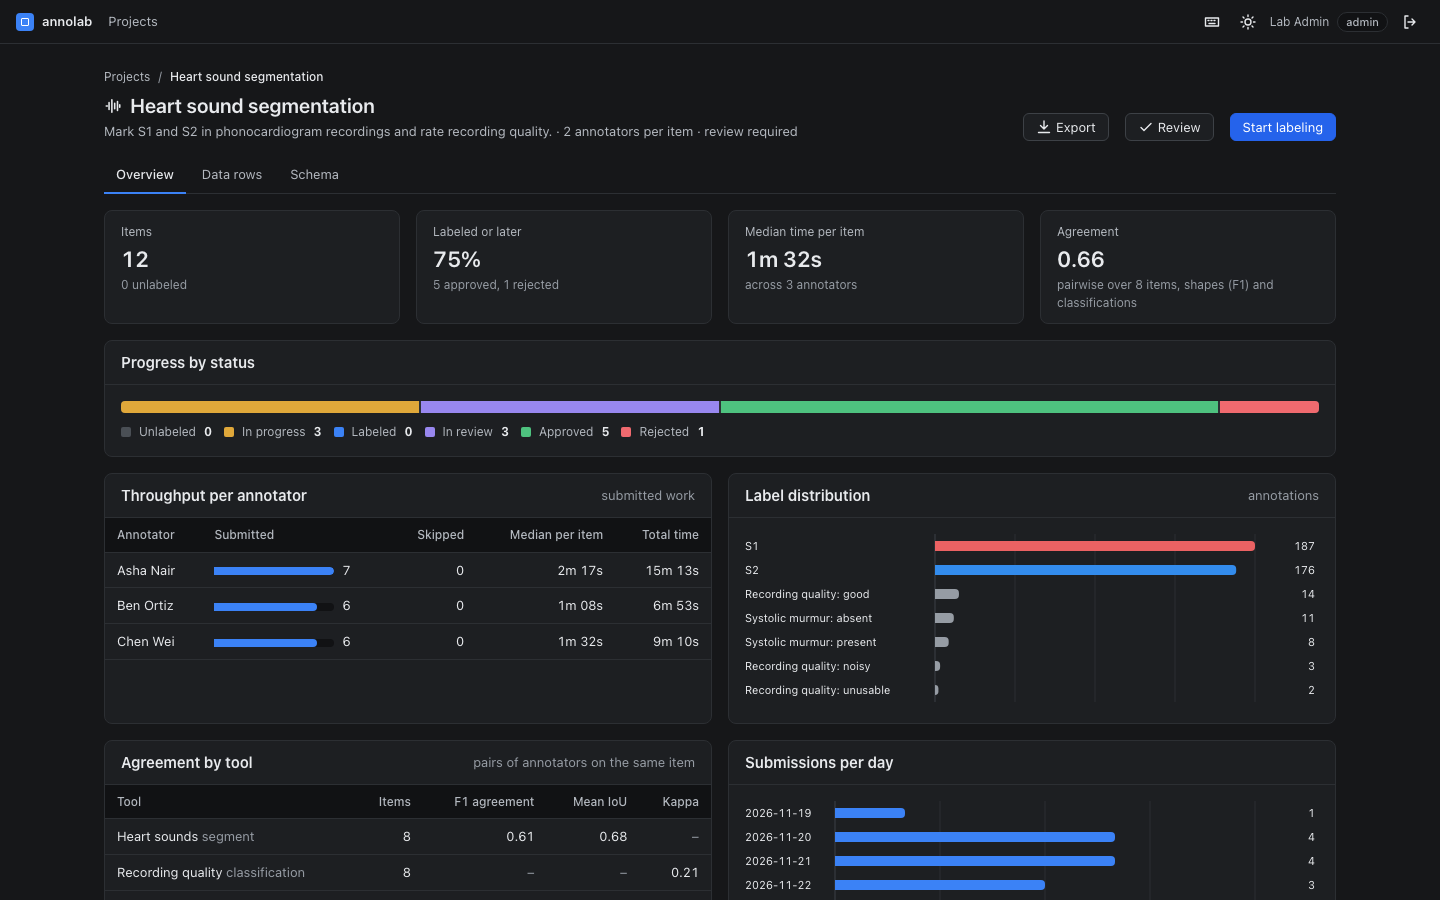 annolab Projects Lab Admin admin
Projects / Heart sound segmentation
Heart sound segmentation
Mark S1 and S2 in phonocardiogram recordings and rate recording quality. · 2 annotators per item · review required
Export Review Start labeling
Overview Data rows Schema
Items
12
0 unlabeled
Labeled or later
75%
5 approved, 1 rejected
Median time per item
1m 32s
across 3 annotators
Agreement
0.66
pairwise over 8 items, shapes (F1) and
classifications
Progress by status
Unlabeled 0 In progress 3 Labeled 0 In review 3 Approved 5 Rejected 1
Throughput per annotator submitted work
Annotator Submitted Skipped Median per item Total time
Asha Nair 7 0 2m 17s 15m 13s
Ben Ortiz 6 0 1m 08s 6m 53s
Chen Wei 6 0 1m 32s 9m 10s
Label distribution annotations
S1 187
S2 176
Recording quality: good 14
Systolic murmur: absent 11
Systolic murmur: present 8
Recording quality: noisy 3
Recording quality: unusable 2
Agreement by tool pairs of annotators on the same item
Tool Items F1 agreement Mean IoU Kappa
Heart sounds segment 8 0.61 0.68 –
Recording quality classification 8 – – 0.21
Submissions per day
2026-11-19 1
2026-11-20 4
2026-11-21 4
2026-11-22 3